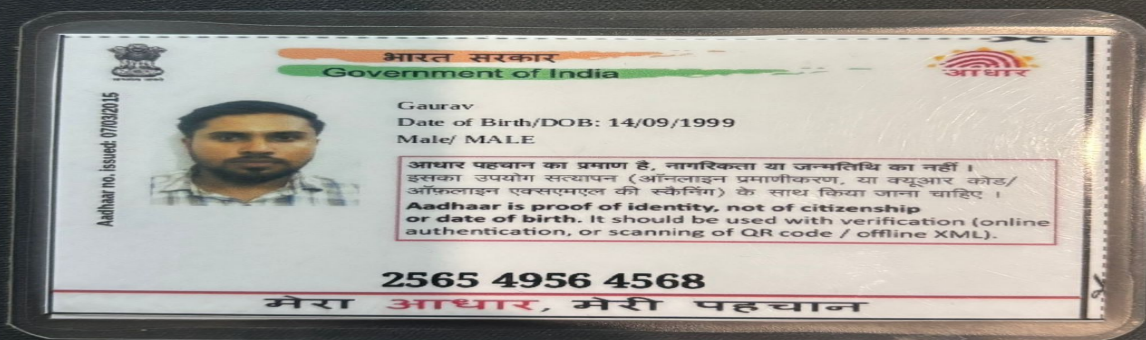 भारत सरकार
Government of India
आधार
Aadhaar no. issued: 07/03/2015
Gaurav
Date of Birth/DOB: 14/09/1999
Male/ MALE
आधार पहचान का प्रमाण है, नागरिकता या जन्मतिथि का नहीं ।
इसका उपयोग सत्यापन (ऑनलाइन प्रमाणीकरण, या क्यूआर कोड/
ऑफ़लाइन एक्सएमएल की स्कैनिंग) के साथ किया जाना चाहिए ।
Aadhaar is proof of identity, not of citizenship
or date of birth. It should be used with verification (online
authentication, or scanning of QR code / offline XML).
2565 4956 4568
मेरा आधार, मेरी पहचान